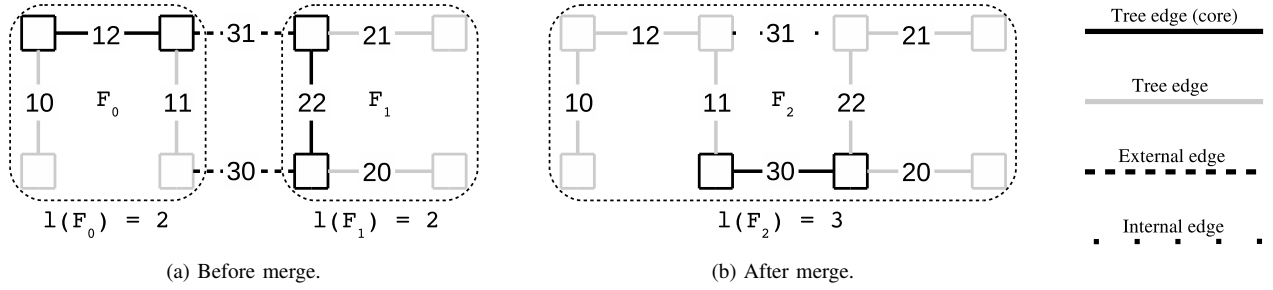 12 31 21
10 F₀ 11 22 F₁
30 20
l(F₀) = 2 l(F₁) = 2
(a) Before merge.
12 31 21
10 11 F₂ 22
30 20
l(F₂) = 3
(b) After merge.
Tree edge (core)
Tree edge
External edge
Internal edge